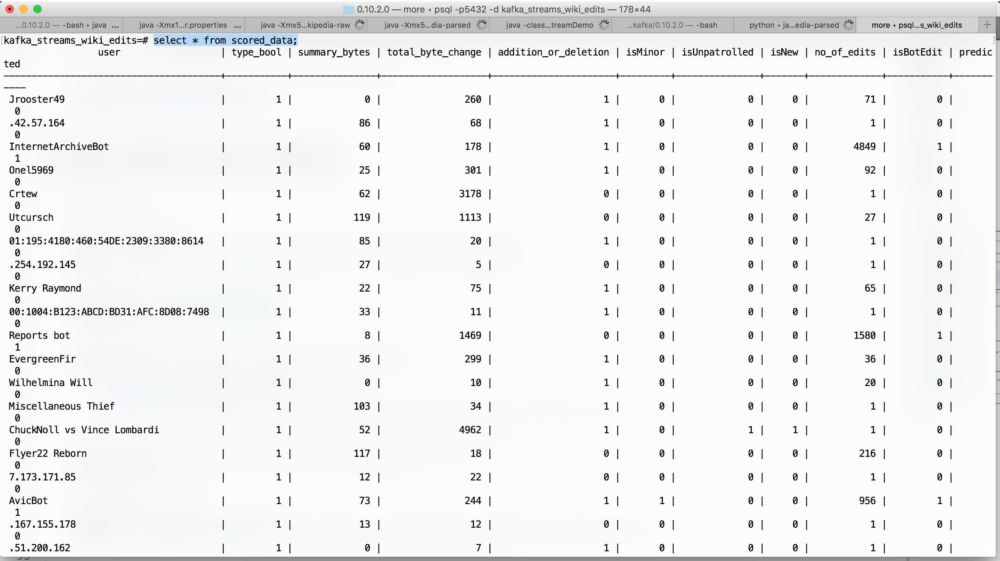 0.10.2.0 — more ◂ psql -p5432 -d kafka_streams_wiki_edits — 178×44
...0.10.2.0 — -bash ▸ java ... java -Xmx1...r.properties ... java -Xmx5...kipedia-raw java -Xmx5...dia-parsed java -class...treamDemo ...kafka/0.10.2.0 — -bash python ◂ ja...edia-parsed more ◂ psql...s_wiki_edits +
[kafka_streams_wiki_edits=# select * from scored_data; ]
user | type_bool | summary_bytes | total_byte_change | addition_or_deletion | isMinor | isUnpatrolled | isNew | no_of_edits | isBotEdit | predic
ted
---------------------------------------+-----------+---------------+-------------------+----------------------+---------+---------------+-------+-------------+-----------+-------
----
Jrooster49 | 1 | 0 | 260 | 1 | 0 | 0 | 0 | 71 | 0 |
0
.42.57.164 | 1 | 86 | 68 | 1 | 0 | 0 | 0 | 1 | 0 |
0
InternetArchiveBot | 1 | 60 | 178 | 1 | 0 | 0 | 0 | 4849 | 1 |
1
Onel5969 | 1 | 25 | 301 | 1 | 0 | 0 | 0 | 92 | 0 |
0
Crtew | 1 | 62 | 3178 | 0 | 0 | 0 | 0 | 1 | 0 |
0
Utcursch | 1 | 119 | 1113 | 0 | 0 | 0 | 0 | 27 | 0 |
0
01:195:4180:460:54DE:2309:3380:8614 | 1 | 85 | 20 | 1 | 0 | 0 | 0 | 1 | 0 |
0
.254.192.145 | 1 | 27 | 5 | 0 | 0 | 0 | 0 | 1 | 0 |
0
Kerry Raymond | 1 | 22 | 75 | 1 | 0 | 0 | 0 | 65 | 0 |
0
00:1004:B123:ABCD:BD31:AFC:8D08:7498 | 1 | 33 | 11 | 1 | 0 | 0 | 0 | 1 | 0 |
0
Reports bot | 1 | 8 | 1469 | 0 | 0 | 0 | 0 | 1580 | 1 |
1
EvergreenFir | 1 | 36 | 299 | 1 | 0 | 0 | 0 | 36 | 0 |
0
Wilhelmina Will | 1 | 0 | 10 | 1 | 0 | 0 | 0 | 20 | 0 |
0
Miscellaneous Thief | 1 | 103 | 34 | 1 | 0 | 0 | 0 | 1 | 0 |
0
ChuckNoll vs Vince Lombardi | 1 | 52 | 4962 | 1 | 0 | 1 | 1 | 1 | 0 |
0
Flyer22 Reborn | 1 | 117 | 18 | 0 | 0 | 0 | 0 | 216 | 0 |
0
7.173.171.85 | 1 | 12 | 22 | 0 | 0 | 0 | 0 | 1 | 0 |
0
AvicBot | 1 | 73 | 244 | 1 | 1 | 0 | 0 | 956 | 1 |
1
.167.155.178 | 1 | 13 | 12 | 0 | 0 | 0 | 0 | 1 | 0 |
0
.51.200.162 | 1 | 0 | 7 | 1 | 0 | 0 | 0 | 1 | 0 |